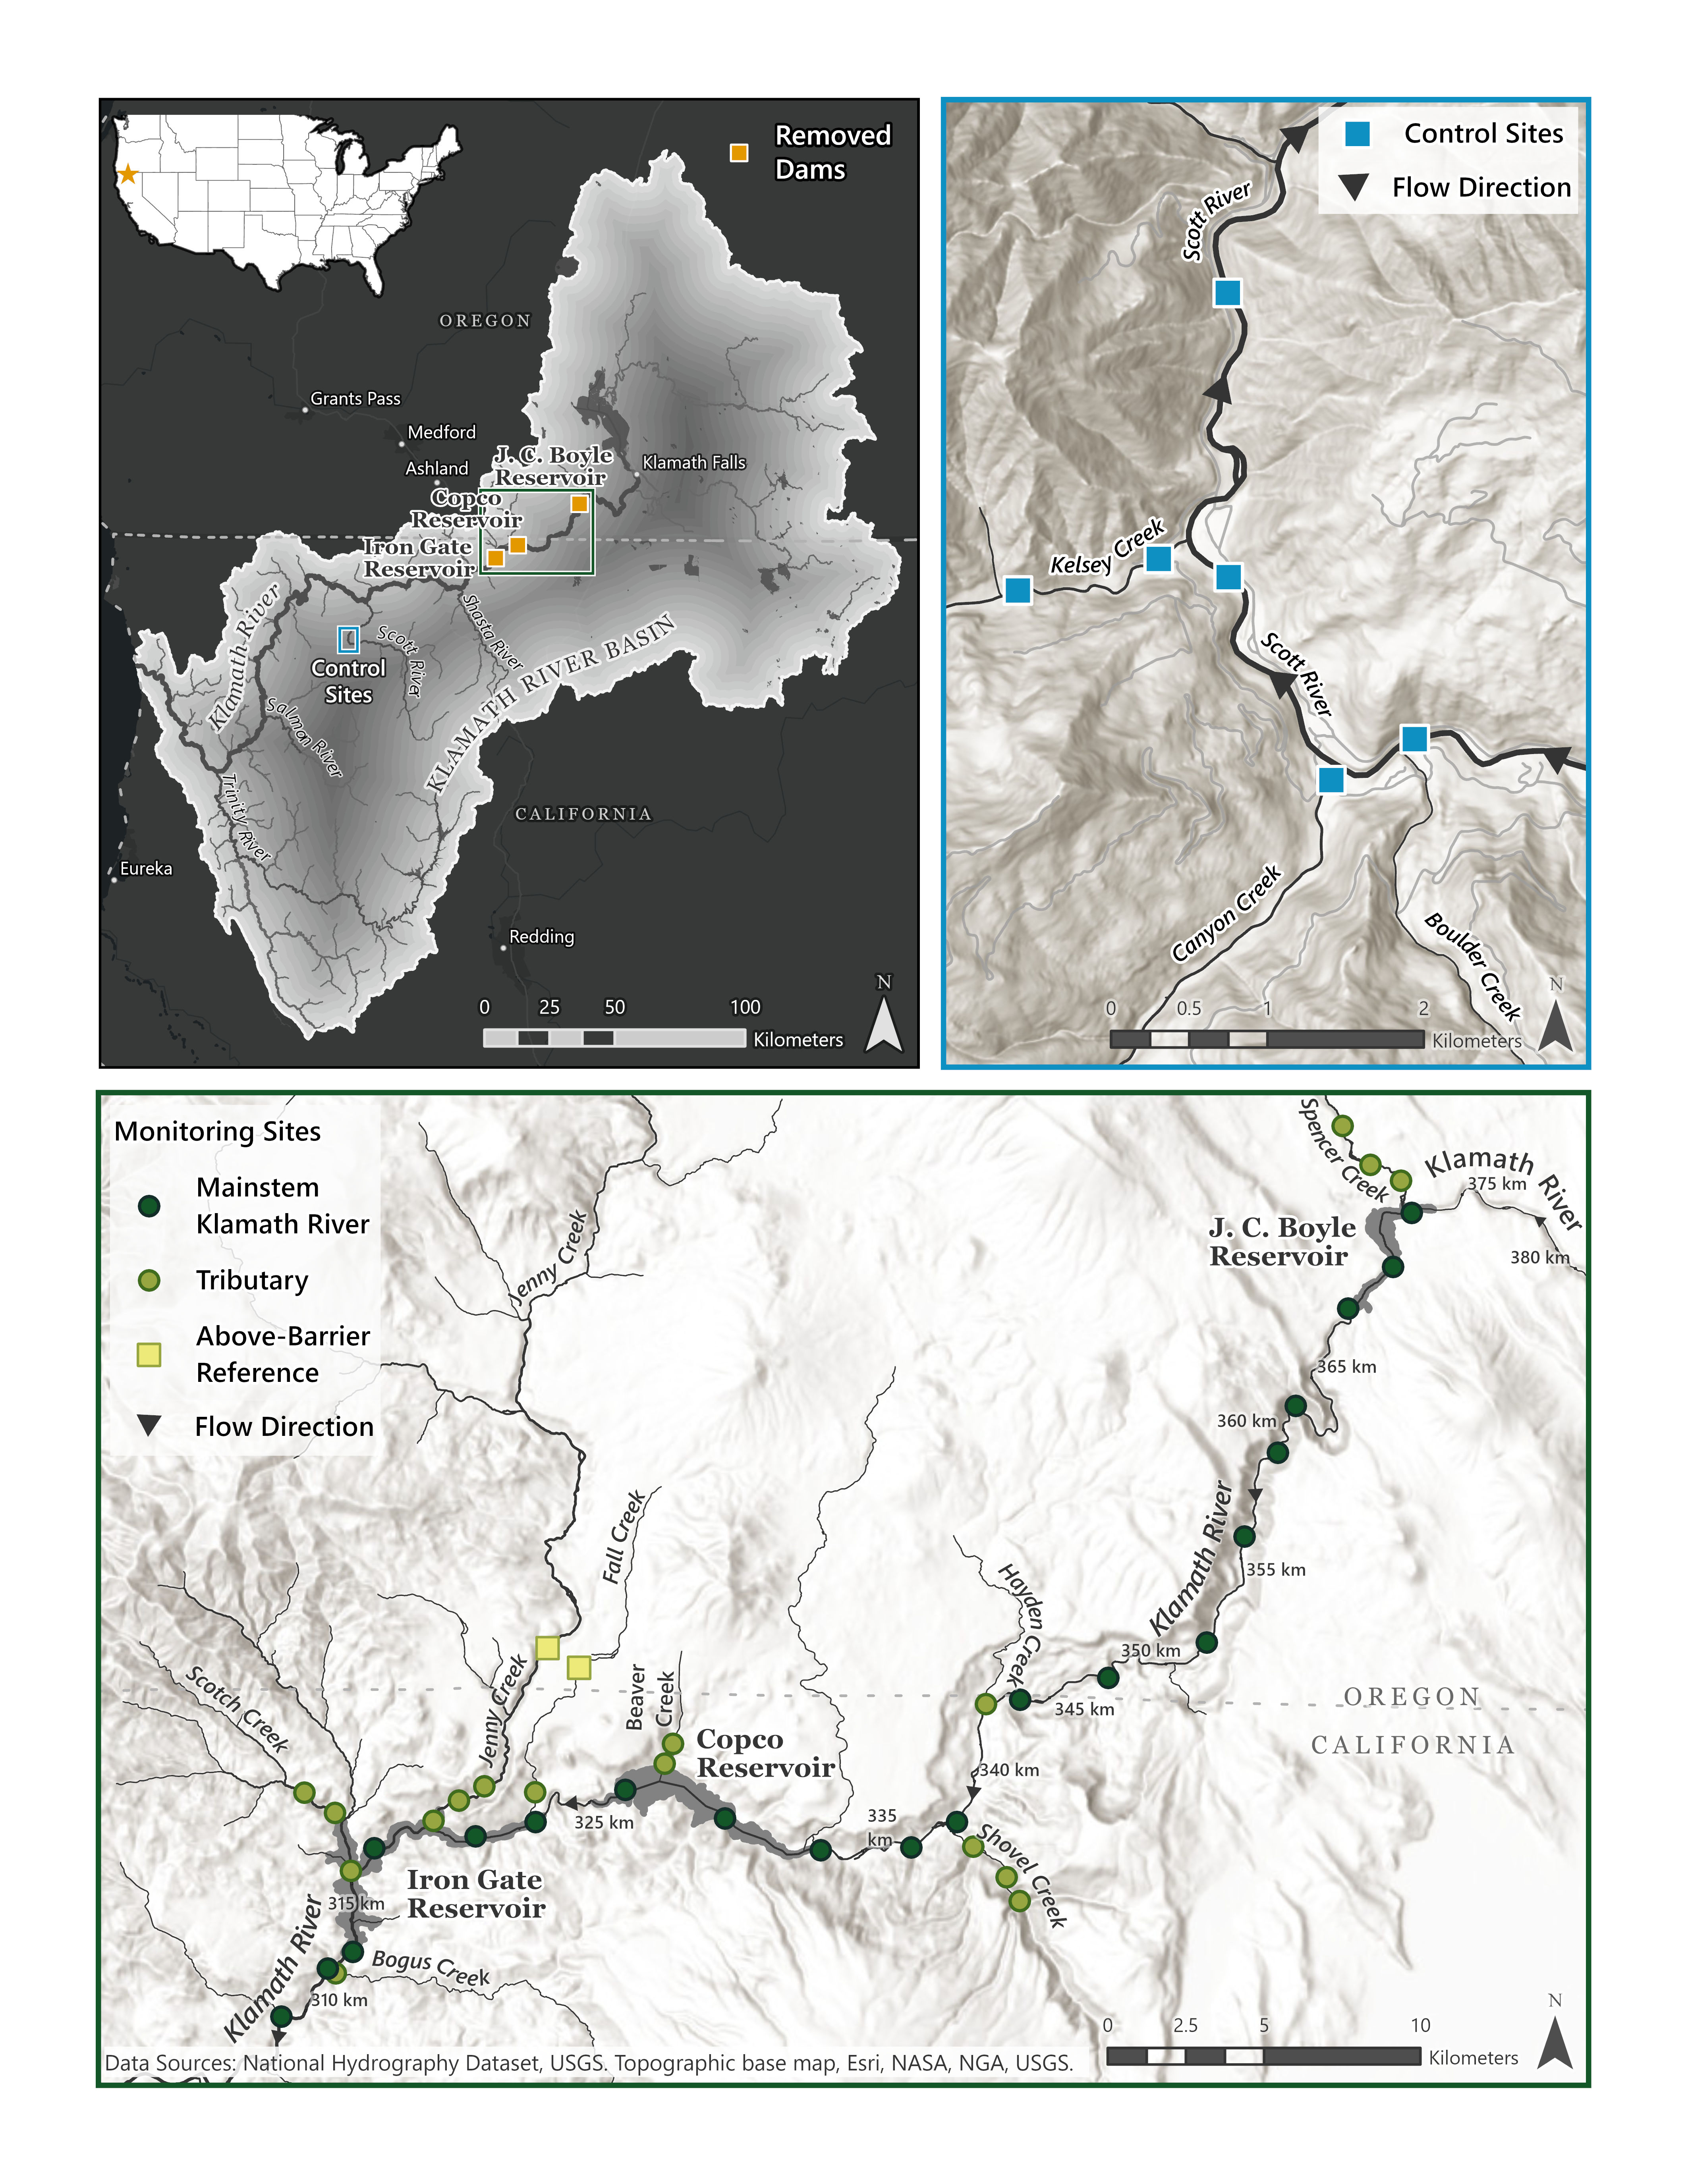 Removed
Dams
OREGON
Grants Pass
Medford
Ashland
J. C. Boyle
Reservoir
Klamath Falls
Copco
Reservoir
Iron Gate
Reservoir
Klamath River
Shasta River
Scott River
Control
Sites
KLAMATH RIVER BASIN
Salmon River
Trinity River
CALIFORNIA
Eureka
Redding
N
0 25 50 100
Kilometers
Control Sites
Flow Direction
Scott River
Kelsey Creek
Scott River
Canyon Creek
Boulder Creek
N
0 0.5 1 2
Kilometers
Monitoring Sites
Mainstem
Klamath River
Tributary
Above-Barrier
Reference
Flow Direction
Spencer Creek
Klamath River
375 km
380 km
J. C. Boyle
Reservoir
Jenny Creek
365 km
360 km
Klamath River
355 km
Fall Creek
Hayden Creek
350 km
345 km
OREGON
CALIFORNIA
Scotch Creek
Jenny Creek
Beaver
Creek
Copco
Reservoir
340 km
325 km
335
km
Shovel Creek
Iron Gate
Reservoir
315 km
Klamath River
Bogus Creek
310 km
N
0 2.5 5 10
Kilometers
Data Sources: National Hydrography Dataset, USGS. Topographic base map, Esri, NASA, NGA, USGS.